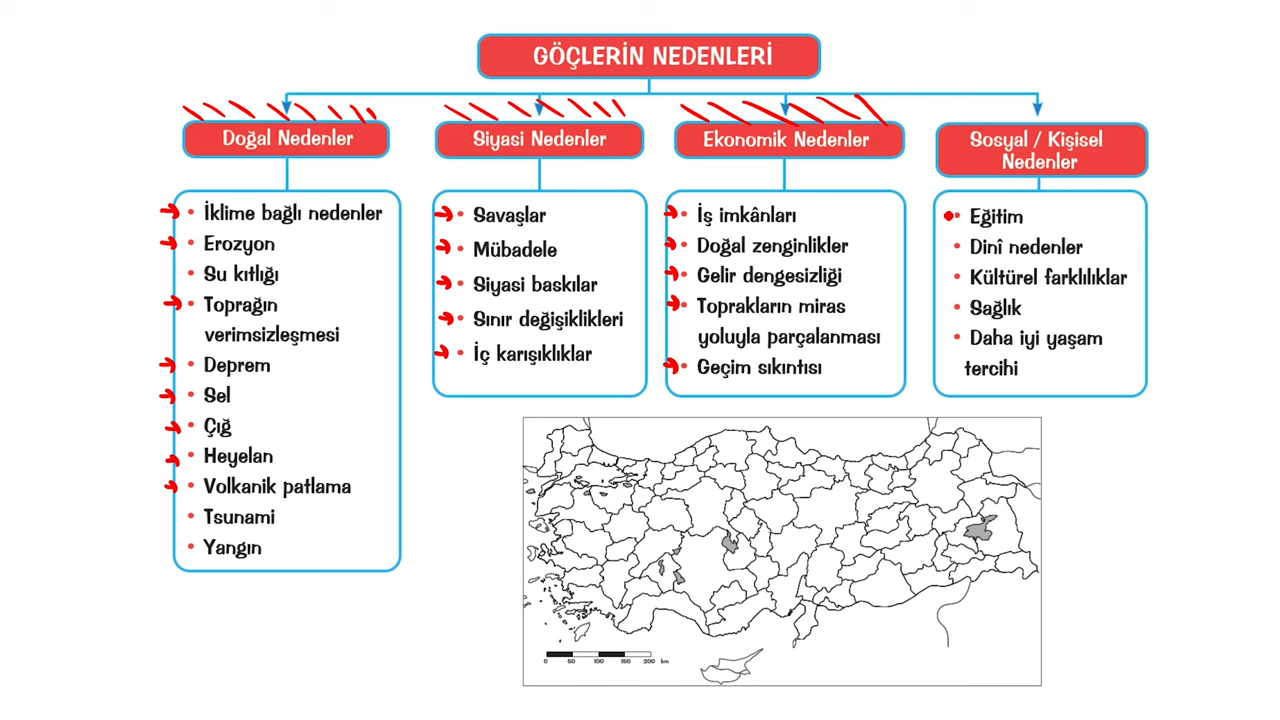 GÖÇLERİN NEDENLERİ
Doğal Nedenler
• İklime bağlı nedenler
• Erozyon
• Su kıtlığı
• Toprağın
verimsizleşmesi
• Deprem
• Sel
• Çığ
• Heyelan
• Volkanik patlama
• Tsunami
• Yangın
Siyasi Nedenler
• Savaşlar
• Mübadele
• Siyasi baskılar
• Sınır değişiklikleri
• İç karışıklıklar
Ekonomik Nedenler
• İş imkânları
• Doğal zenginlikler
• Gelir dengesizliği
• Toprakların miras
yoluyla parçalanması
• Geçim sıkıntısı
Sosyal / Kişisel
Nedenler
• Eğitim
• Dinî nedenler
• Kültürel farklılıklar
• Sağlık
• Daha iyi yaşam
tercihi
0 50 100 150 200 km